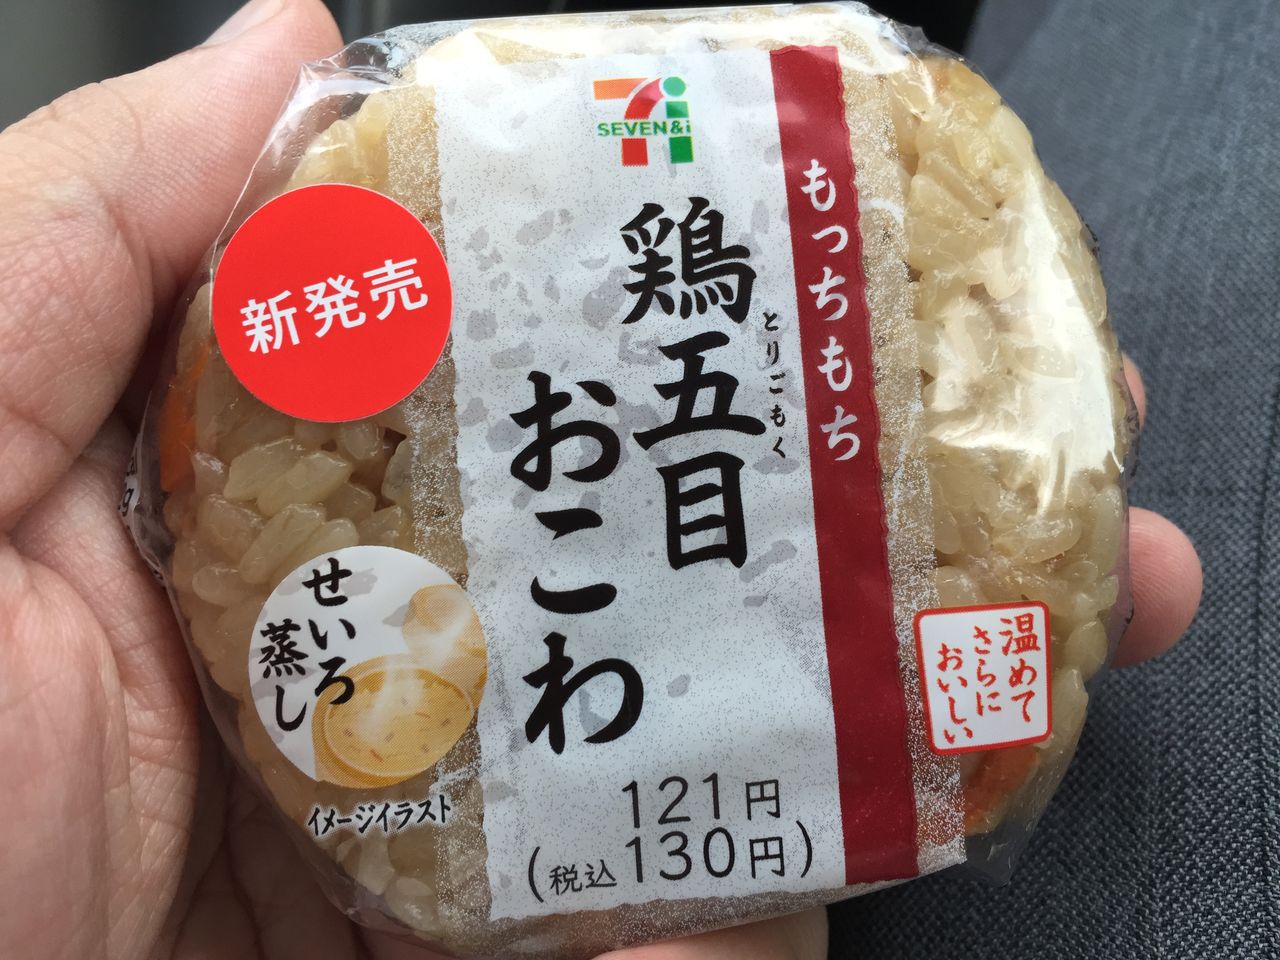 SEVEN&i
もっちもち
鶏五目
とりごもく
おこわ
新発売
せいろ
蒸し
イメージイラスト
温めて
さらに
おいしい
121円
(税込130円)